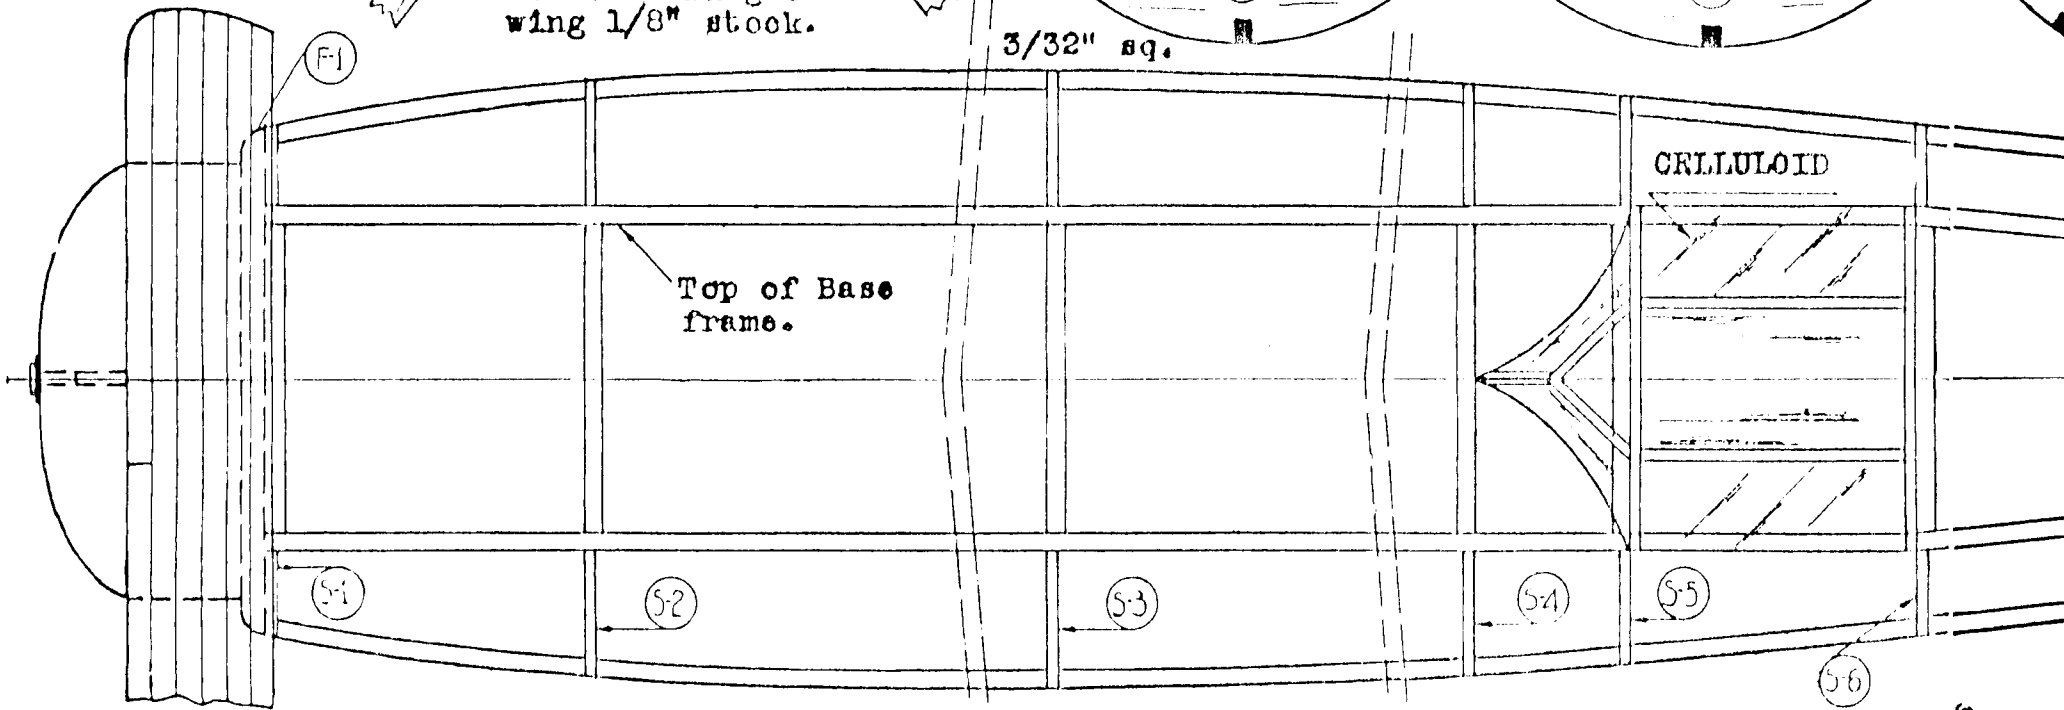 wing 1/8" stock.
3/32" sq.
F-1
CELLULOID
Top of Base
frame.
S-1
S-2
S-3
S-4
S-5
S-6